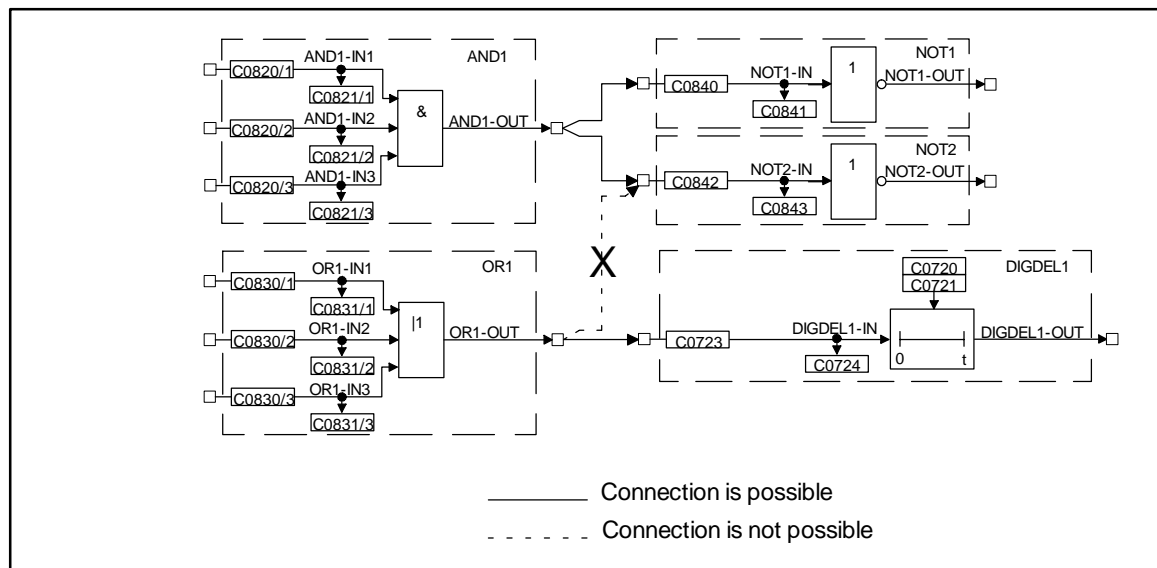 AND1-IN1 AND1
C0820/1
C0821/1
AND1-IN2 & AND1-OUT
C0820/2
C0821/2
AND1-IN3
C0820/3
C0821/3
NOT1
NOT1-IN 1 NOT1-OUT
C0840
C0841
NOT2
NOT2-IN 1 NOT2-OUT
C0842
C0843
X
OR1-IN1 OR1
C0830/1
C0831/1
OR1-IN2 |1 OR1-OUT
C0830/2
C0831/2
OR1-IN3
C0830/3
C0831/3
C0720 DIGDEL1
C0721
DIGDEL1-IN DIGDEL1-OUT
C0723
C0724 0 t
Connection is possible
Connection is not possible